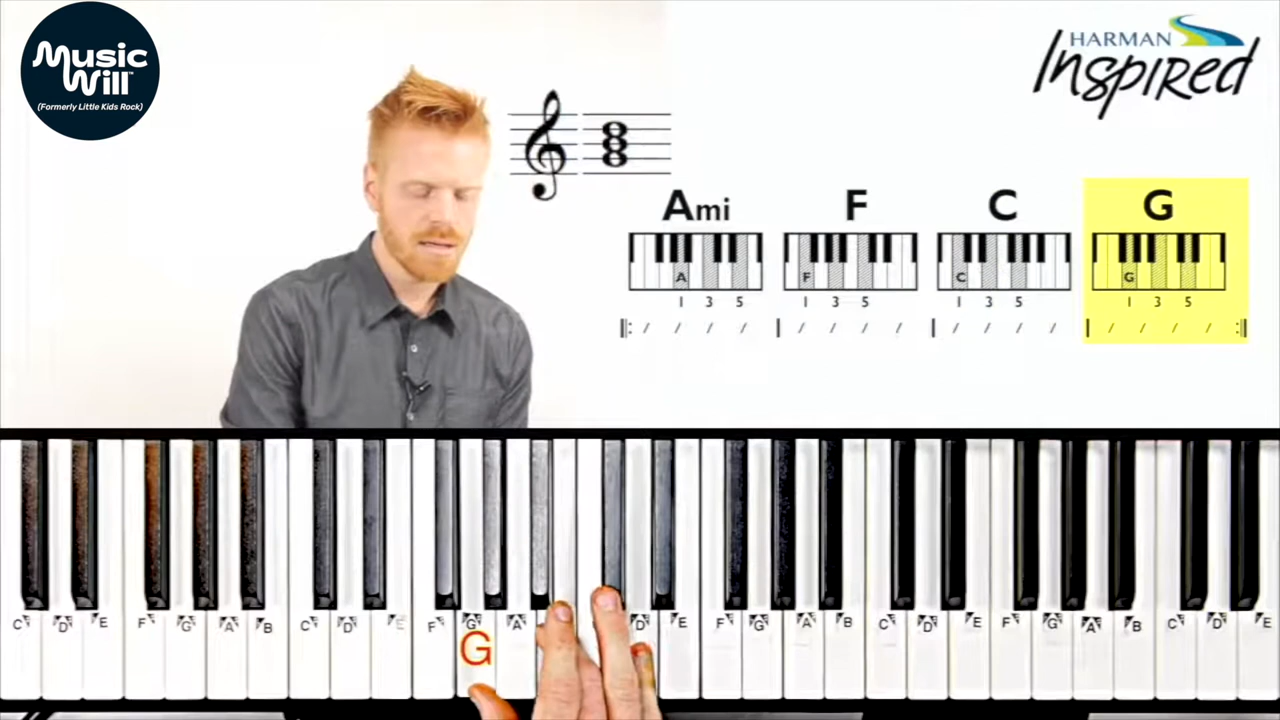 Music
Will™
(Formerly Little Kids Rock)
HARMAN
Inspired
Ami F C G
A F C G
1 3 5 1 3 5 1 3 5 1 3 5
C D E F G A B C D E F G A D E F G A B C D E F G A B C D E
G